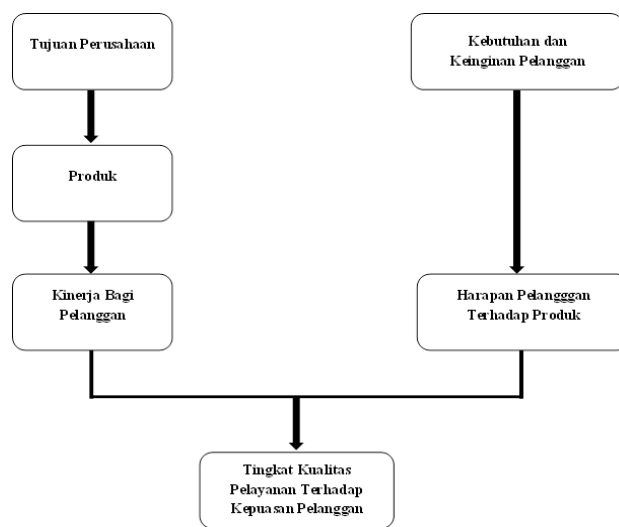 Tujuan Perusahaan
Kebutuhan dan
Keinginan Pelanggan
Produk
Kinerja Bagi
Pelanggan
Harapan Pelangggan
Terhadap Produk
Tingkat Kualitas
Pelayanan Terhadap
Kepuasan Pelanggan